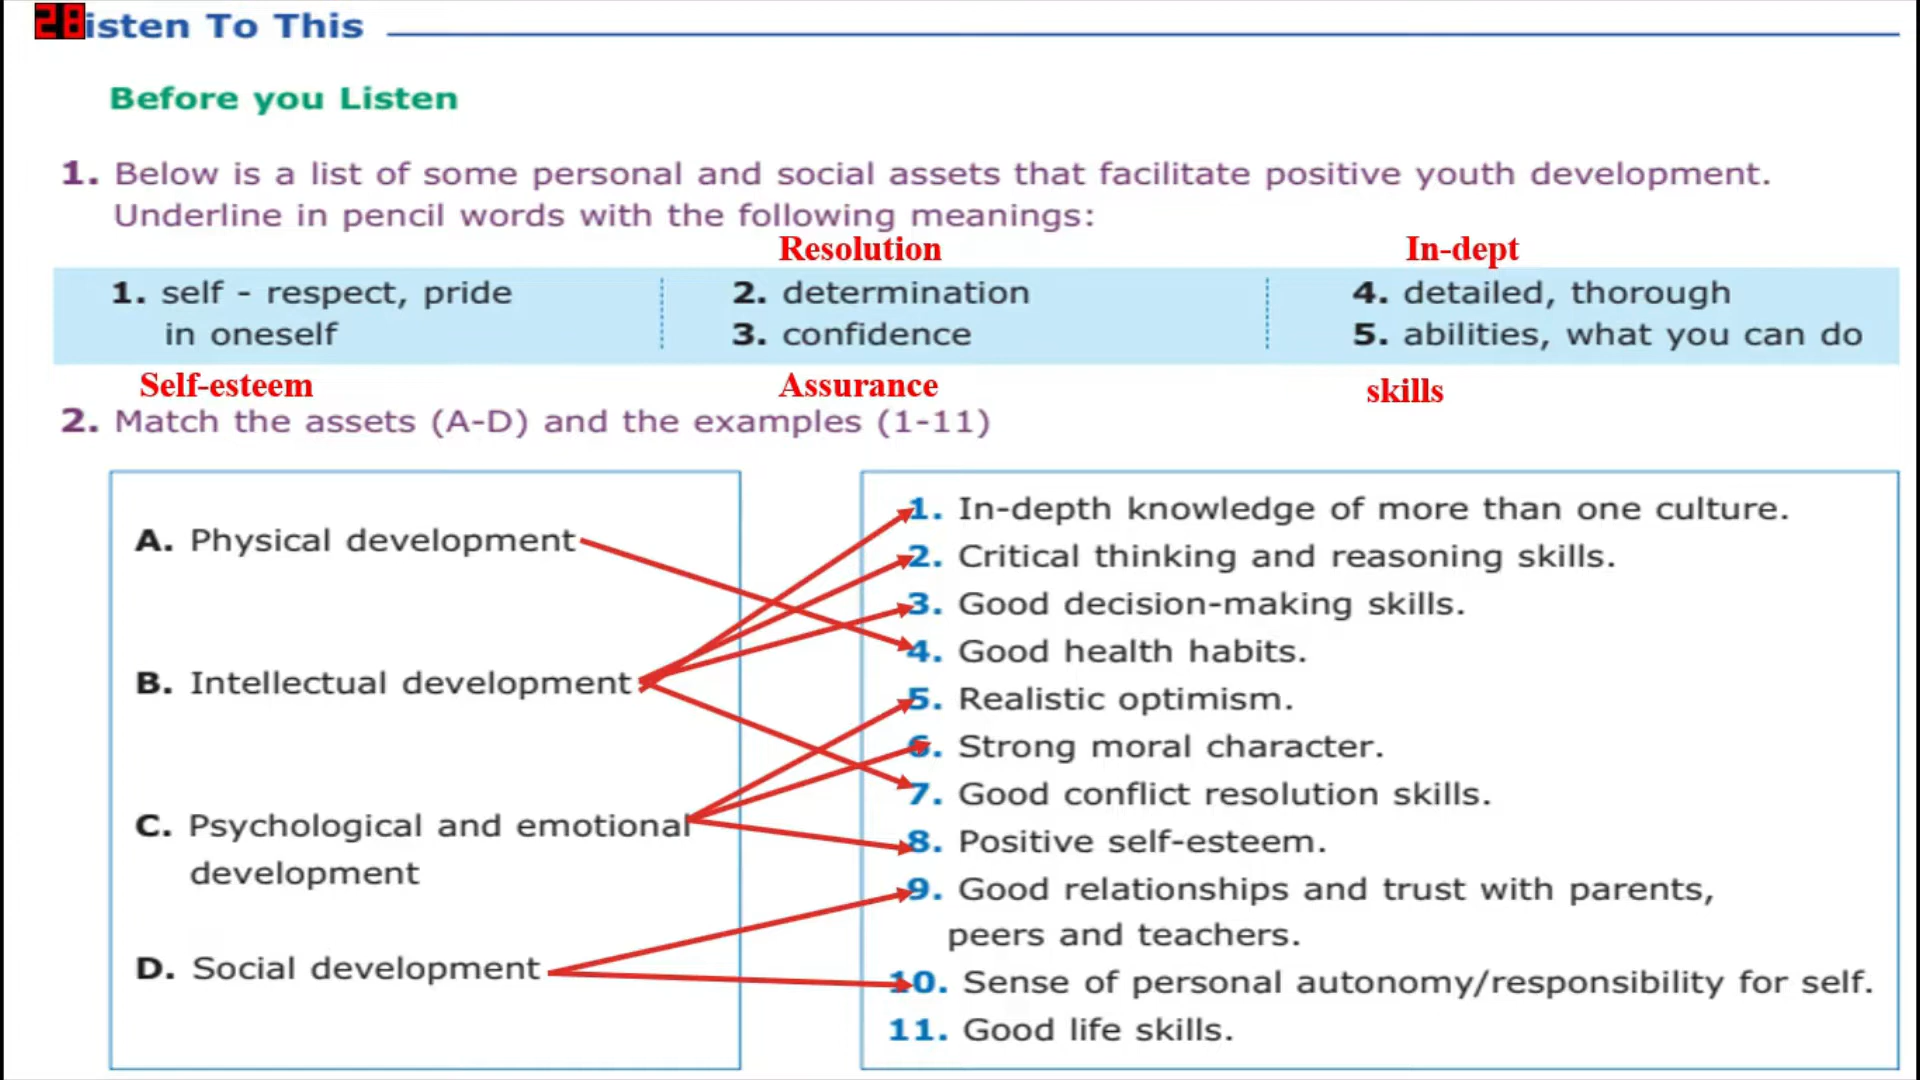 28isten To This
Before you Listen
1. Below is a list of some personal and social assets that facilitate positive youth development.
Underline in pencil words with the following meanings:
Resolution In-dept
1. self - respect, pride 2. determination 4. detailed, thorough
in oneself 3. confidence 5. abilities, what you can do
Self-esteem Assurance skills
2. Match the assets (A-D) and the examples (1-11)
A. Physical development
B. Intellectual development
C. Psychological and emotional
development
D. Social development
1. In-depth knowledge of more than one culture.
2. Critical thinking and reasoning skills.
3. Good decision-making skills.
4. Good health habits.
5. Realistic optimism.
6. Strong moral character.
7. Good conflict resolution skills.
8. Positive self-esteem.
9. Good relationships and trust with parents,
peers and teachers.
10. Sense of personal autonomy/responsibility for self.
11. Good life skills.